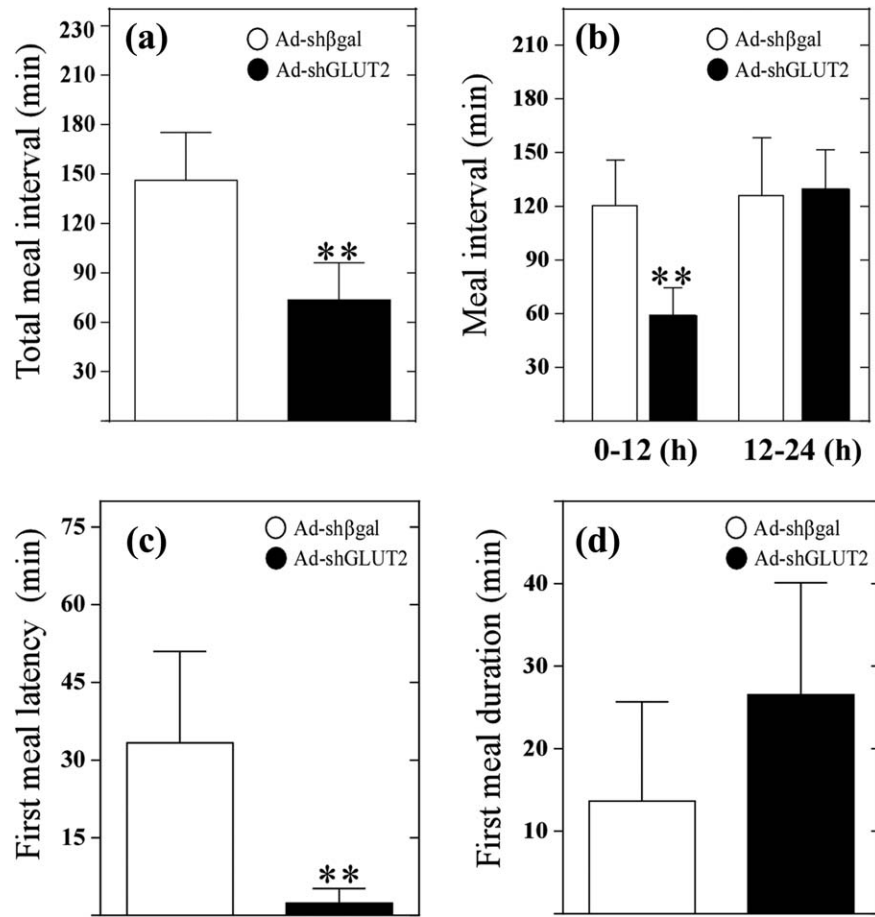 (a)
Ad-shβgal
Ad-shGLUT2
Total meal interval (min)
230
210
180
150
120
90
60
30
**
(b)
Ad-shβgal
Ad-shGLUT2
Meal interval (min)
210
180
150
120
90
60
30
**
0-12 (h)
12-24 (h)
(c)
Ad-shβgal
Ad-shGLUT2
First meal latency (min)
75
60
45
30
15
**
(d)
Ad-shβgal
Ad-shGLUT2
First meal duration (min)
40
30
20
10